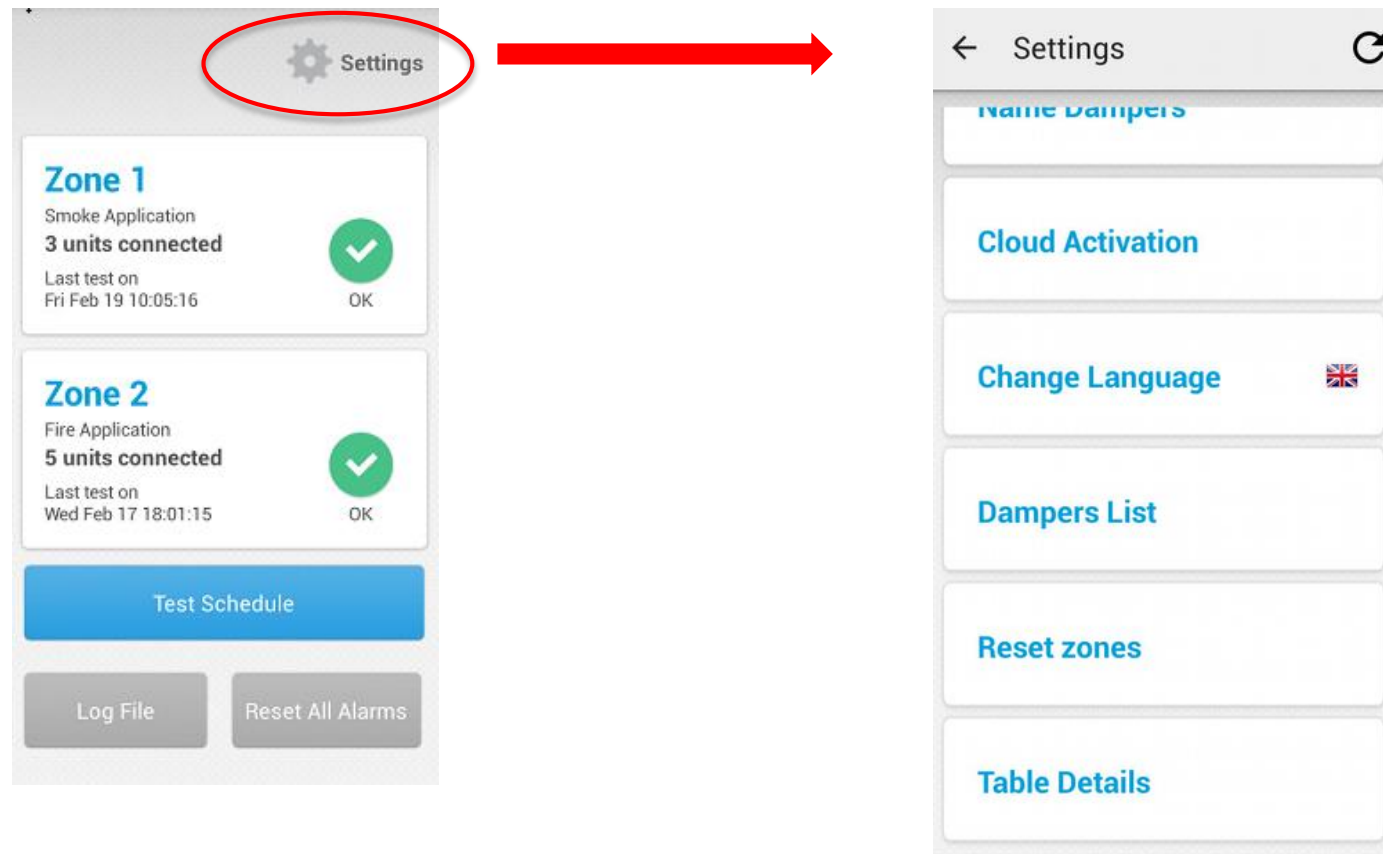 Settings
Zone 1
Smoke Application
3 units connected
Last test on
Fri Feb 19 10:05:16
OK
Zone 2
Fire Application
5 units connected
Last test on
Wed Feb 17 18:01:15
OK
Test Schedule
Log File
Reset All Alarms
Settings
Name Dampers
Cloud Activation
Change Language
Dampers List
Reset zones
Table Details